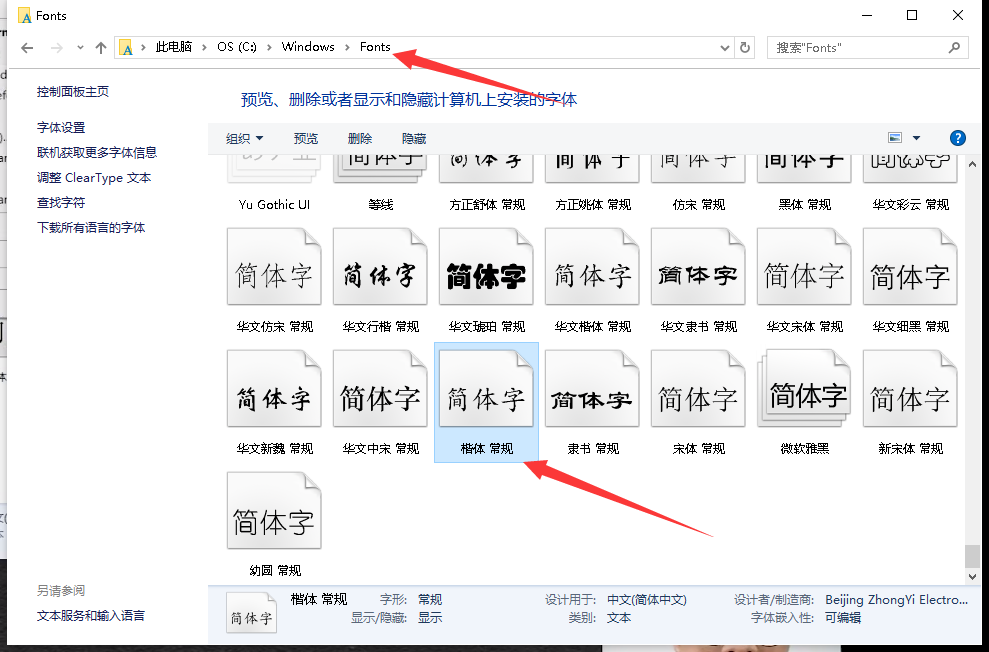 Fonts
此电脑 OS (C:) Windows Fonts
搜索"Fonts"
控制面板主页
字体设置
联机获取更多字体信息
调整 ClearType 文本
查找字符
下载所有语言的字体
另请参阅
文本服务和输入语言
预览、删除或者显示和隐藏计算机上安装的字体
组织 预览 删除 隐藏
Yu Gothic UI 等线 方正舒体 常规 方正姚体 常规 仿宋 常规 黑体 常规 华文彩云 常规
简体字 简体字 简体字 简体字 简体字 简体字 简体字
华文仿宋 常规 华文行楷 常规 华文琥珀 常规 华文楷体 常规 华文隶书 常规 华文宋体 常规 华文细黑 常规
简体字 简体字 简体字 简体字 简体字 简体字 简体字
华文新魏 常规 华文中宋 常规 楷体 常规 隶书 常规 宋体 常规 微软雅黑 新宋体 常规
简体字
幼圆 常规
简体字
楷体 常规 字形: 常规 设计用于: 中文(简体中文) 设计者/制造商: Beijing ZhongYi Electro...
显示/隐藏: 显示 类别: 文本 字体嵌入性: 可编辑